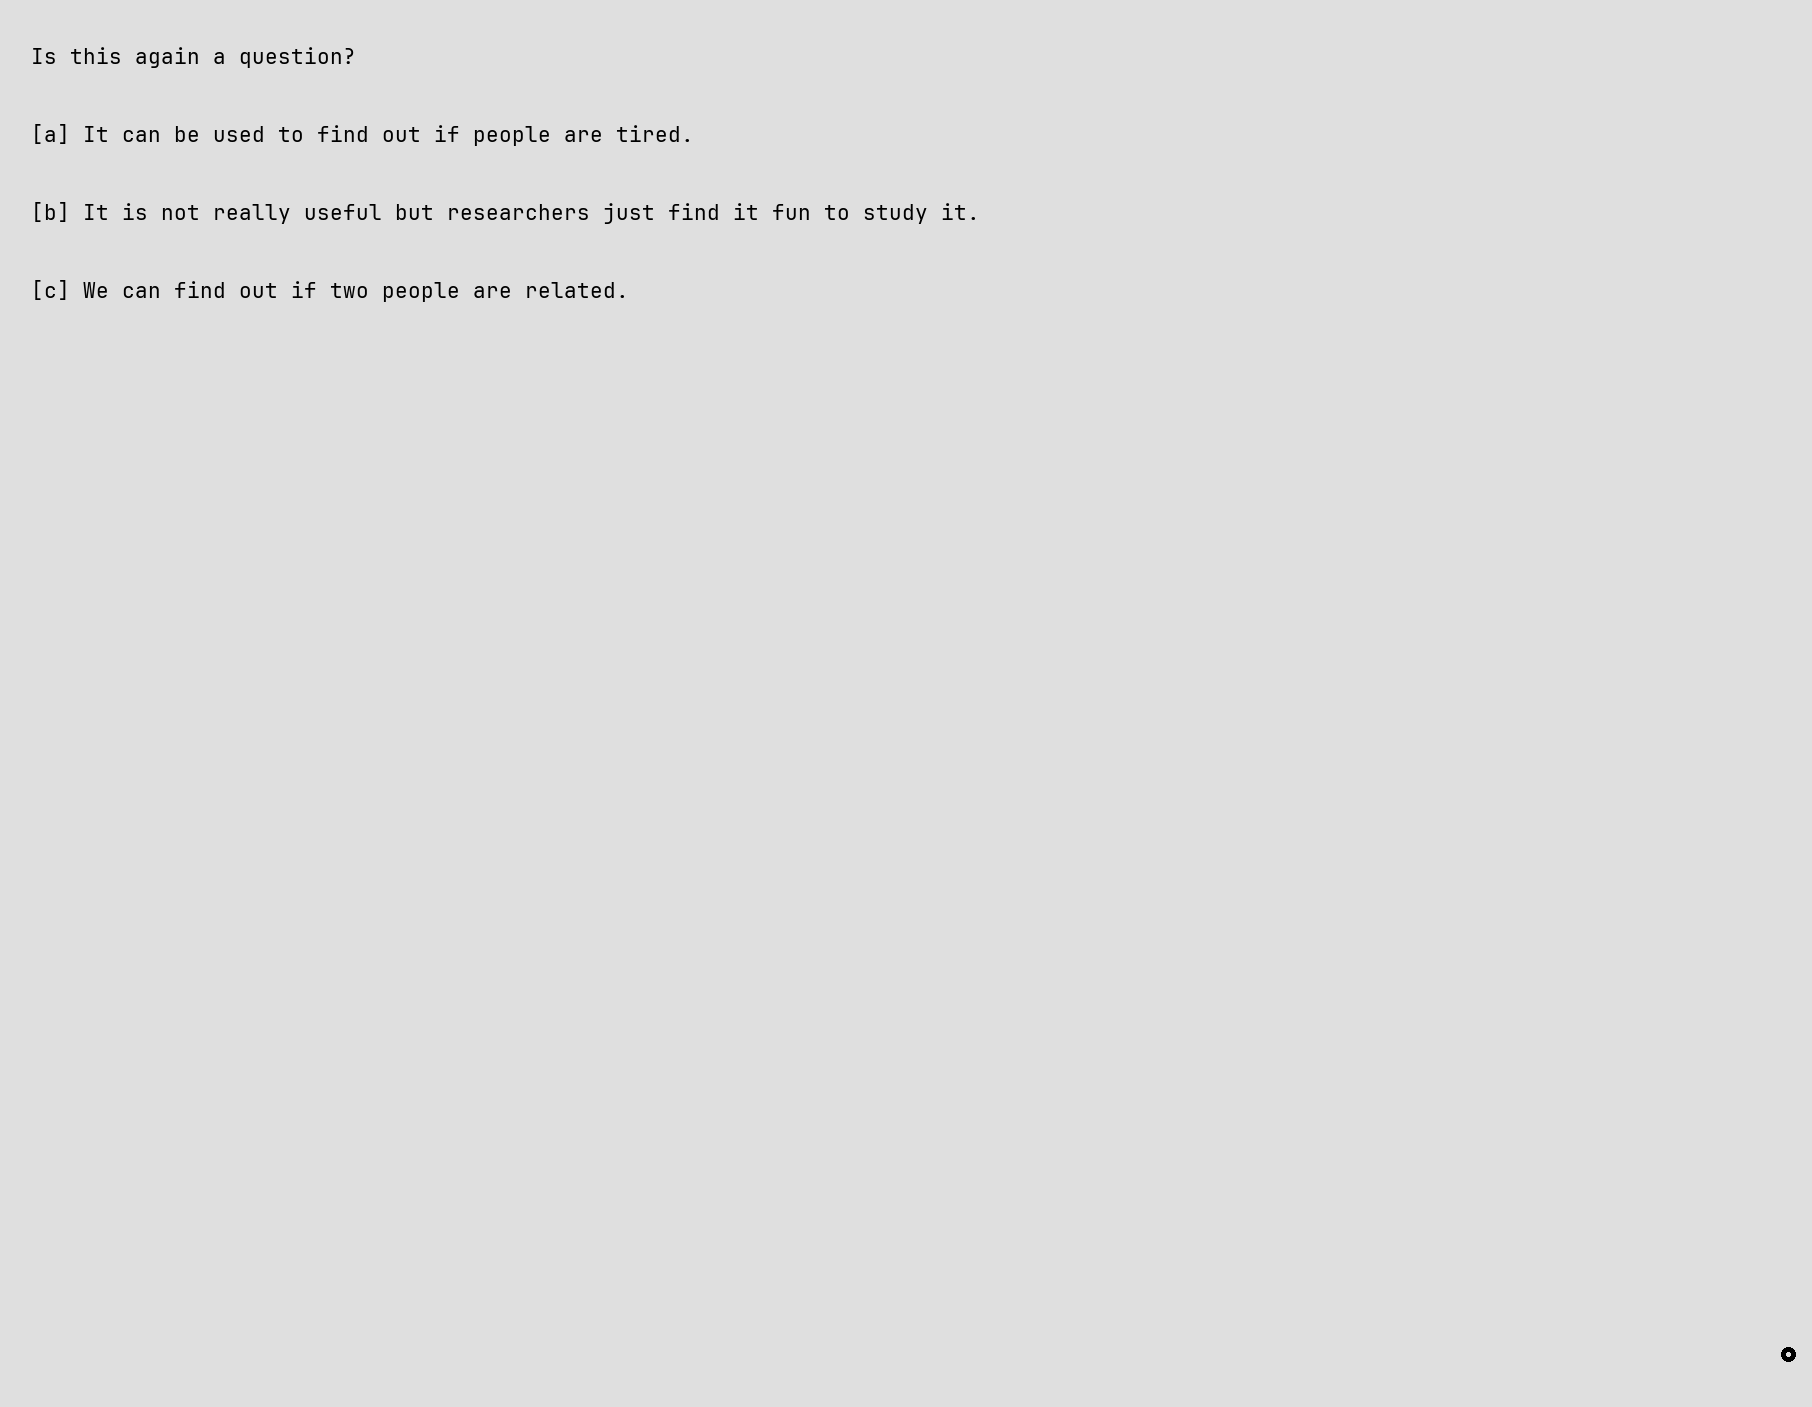 Is this again a question?
[a] It can be used to find out if people are tired.
[b] It is not really useful but researchers just find it fun to study it.
[c] We can find out if two people are related.